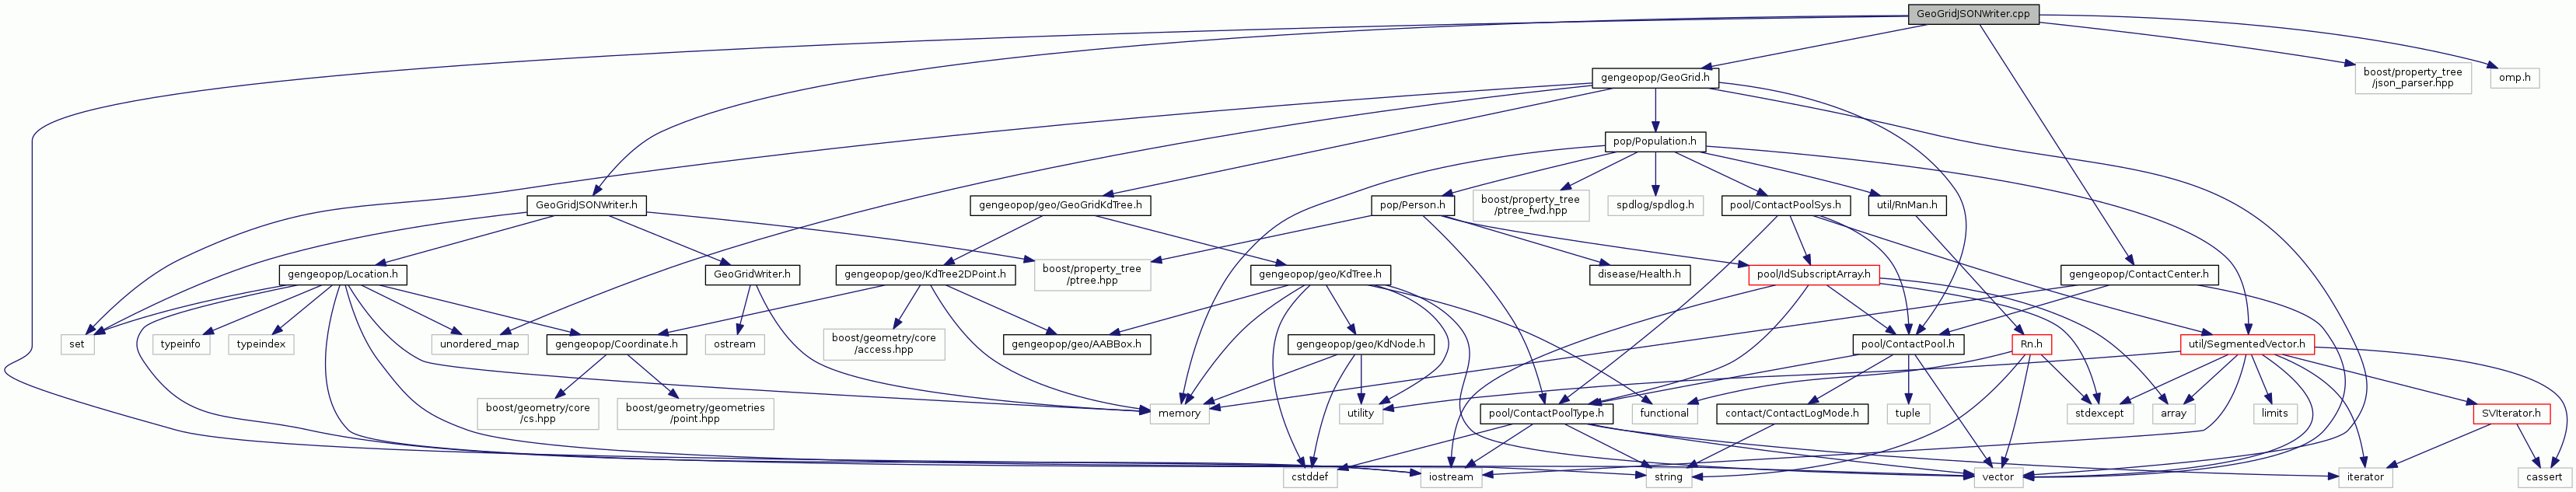 GeoGridJSONWriter.cpp
gengeopop/GeoGrid.h
boost/property_tree
/json_parser.hpp
omp.h
pop/Population.h
GeoGridJSONWriter.h
gengeopop/geo/GeoGridKdTree.h
pop/Person.h
boost/property_tree
/ptree_fwd.hpp
spdlog/spdlog.h
pool/ContactPoolSys.h
util/RnMan.h
gengeopop/Location.h
GeoGridWriter.h
gengeopop/geo/KdTree2DPoint.h
boost/property_tree
/ptree.hpp
gengeopop/geo/KdTree.h
disease/Health.h
pool/IdSubscriptArray.h
gengeopop/ContactCenter.h
set
typeinfo
typeindex
unordered_map
gengeopop/Coordinate.h
ostream
boost/geometry/core
/access.hpp
gengeopop/geo/AABBox.h
gengeopop/geo/KdNode.h
pool/ContactPool.h
Rn.h
util/SegmentedVector.h
boost/geometry/core
/cs.hpp
boost/geometry/geometries
/point.hpp
memory
utility
pool/ContactPoolType.h
functional
contact/ContactLogMode.h
tuple
stdexcept
array
limits
SVIterator.h
cstddef
iostream
string
vector
iterator
cassert